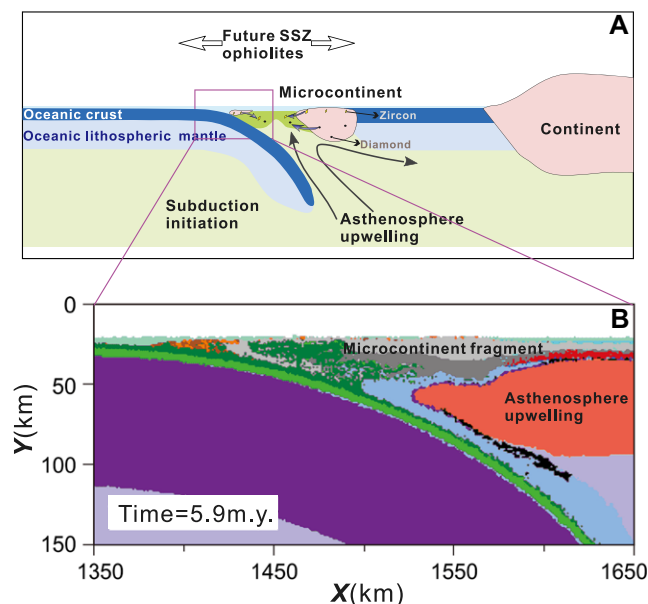 A
Future SSZ
ophiolites
Microcontinent
Oceanic crust
Zircon
Continent
Oceanic lithospheric mantle
Diamond
Subduction
initiation
Asthenosphere
upwelling
B
0
50
100
150
Y(km)
Microcontinent fragment
Asthenosphere
upwelling
Time=5.9m.y.
1350
1450
1550
1650
X(km)